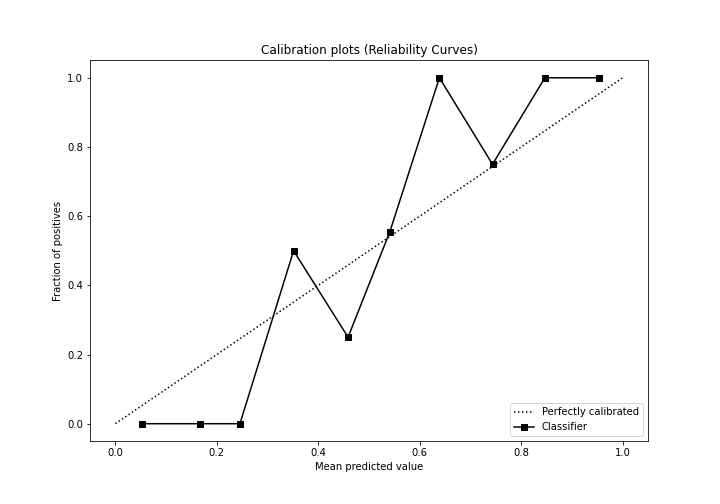 Calibration plots (Reliability Curves)
1.0
0.8
0.6
0.4
0.2
0.0
Fraction of positives
0.0 0.2 0.4 0.6 0.8 1.0
Mean predicted value
Perfectly calibrated
Classifier